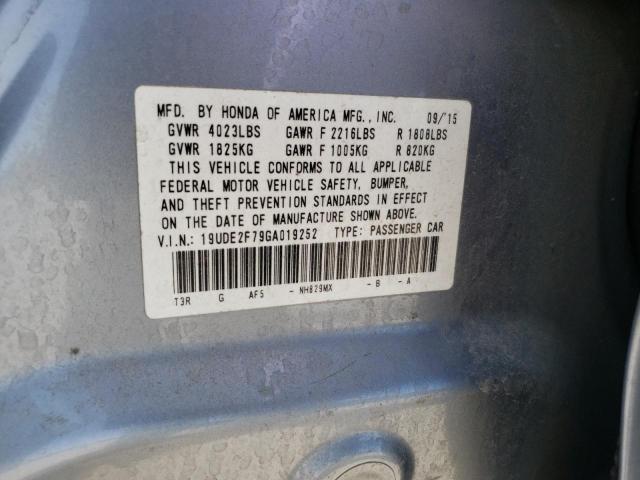 MFD. BY HONDA OF AMERICA MFG., INC. 09/15
GVWR 4023LBS GAWR F 2216LBS R 1808LBS
GVWR 1825KG GAWR F 1005KG R 820KG
THIS VEHICLE CONFORMS TO ALL APPLICABLE
FEDERAL MOTOR VEHICLE SAFETY, BUMPER,
AND THEFT PREVENTION STANDARDS IN EFFECT
ON THE DATE OF MANUFACTURE SHOWN ABOVE.
V.I.N.: 19UDE2F79GA019252 TYPE: PASSENGER CAR
T3R G AF5 - NH829MX - B - A